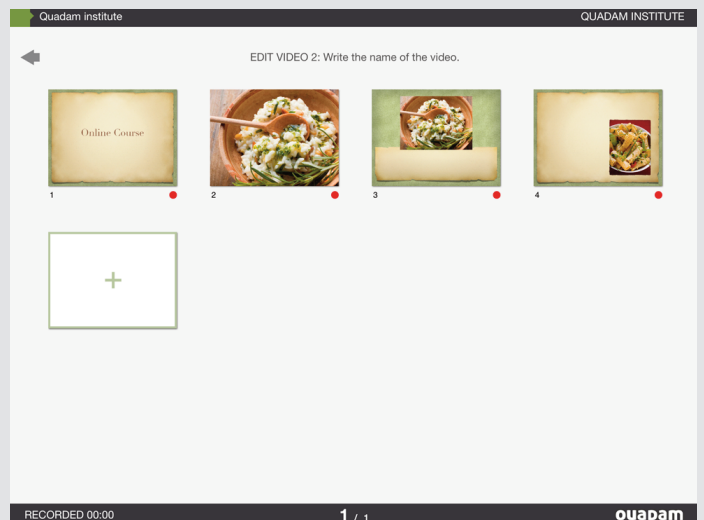 Quadam institute
QUADAM INSTITUTE
EDIT VIDEO 2: Write the name of the video.
Online Course
1
2
3
4
+
RECORDED 00:00
1 / 1
quadam